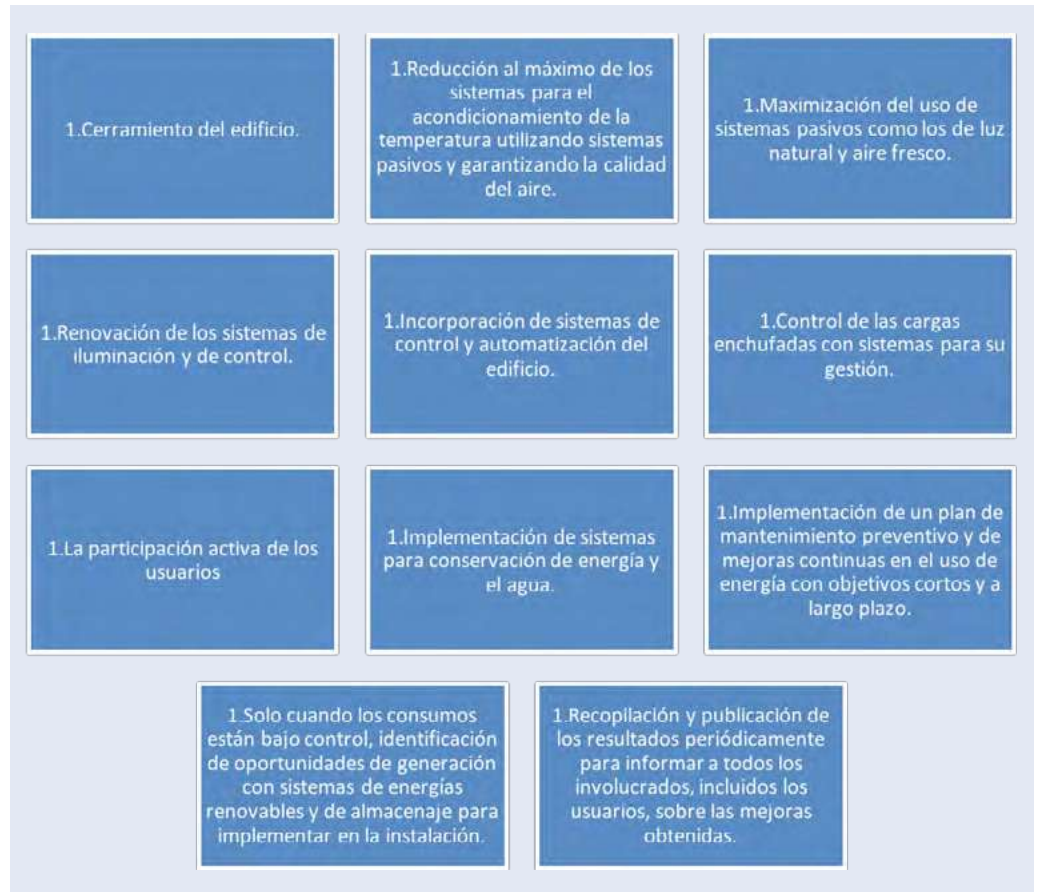 1.Cerramiento del edificio.
1.Reducción al máximo de los
sistemas para el
acondicionamiento de la
temperatura utilizando sistemas
pasivos y garantizando la calidad
del aire.
1.Maximización del uso de
sistemas pasivos como los de luz
natural y aire fresco.
1.Renovación de los sistemas de
iluminación y de control.
1.Incorporación de sistemas de
control y automatización del
edificio.
1.Control de las cargas
enchufadas con sistemas para su
gestión.
1.La participación activa de los
usuarios
1.Implementación de sistemas
para conservación de energía y
el agua.
1.Implementación de un plan de
mantenimiento preventivo y de
mejoras continuas en el uso de
energía con objetivos cortos y a
largo plazo.
1.Solo cuando los consumos
están bajo control, identificación
de oportunidades de generación
con sistemas de energías
renovables y de almacenaje para
implementar en la instalación.
1.Recopilación y publicación de
los resultados periódicamente
para informar a todos los
involucrados, incluidos los
usuarios, sobre las mejoras
obtenidas.